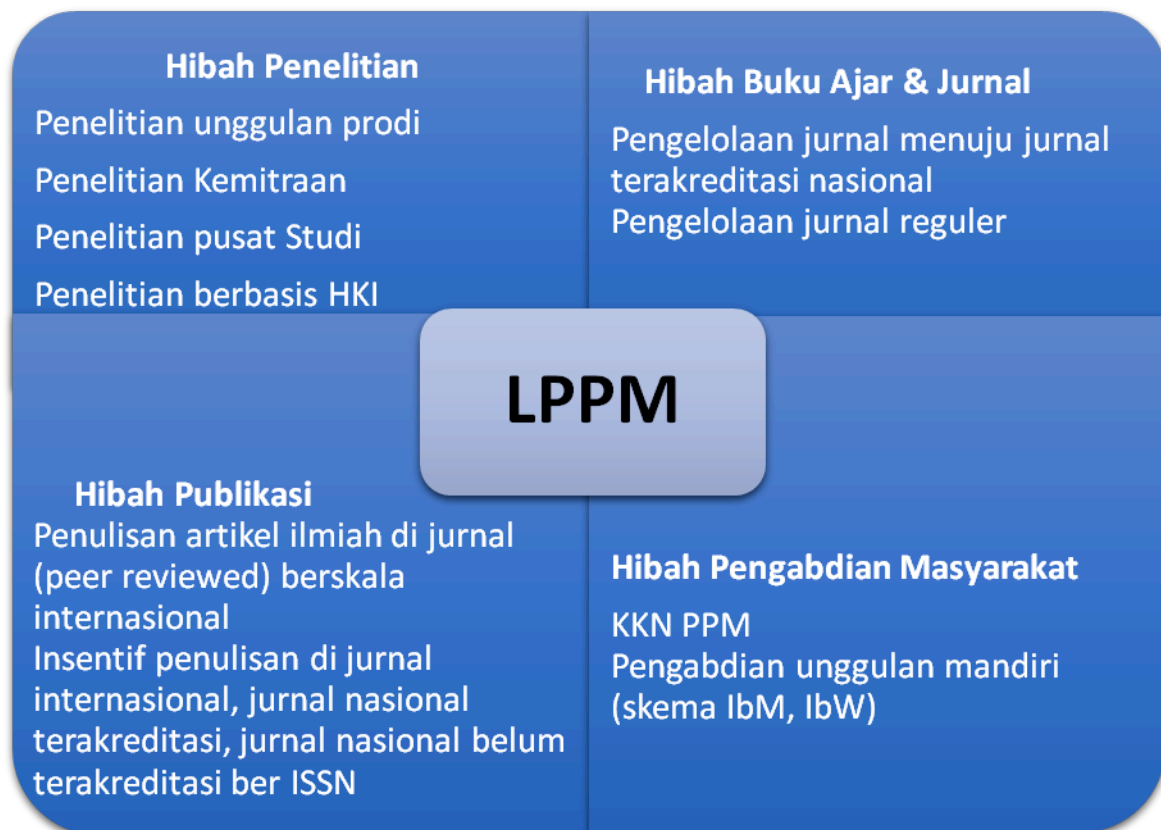 Hibah Penelitian
Penelitian unggulan prodi
Penelitian Kemitraan
Penelitian pusat Studi
Penelitian berbasis HKI
Hibah Buku Ajar & Jurnal
Pengelolaan jurnal menuju jurnal
terakreditasi nasional
Pengelolaan jurnal reguler
LPPM
Hibah Publikasi
Penulisan artikel ilmiah di jurnal
(peer reviewed) berskala
internasional
Insentif penulisan di jurnal
internasional, jurnal nasional
terakreditasi, jurnal nasional belum
terakreditasi ber ISSN
Hibah Pengabdian Masyarakat
KKN PPM
Pengabdian unggulan mandiri
(skema IbM, IbW)